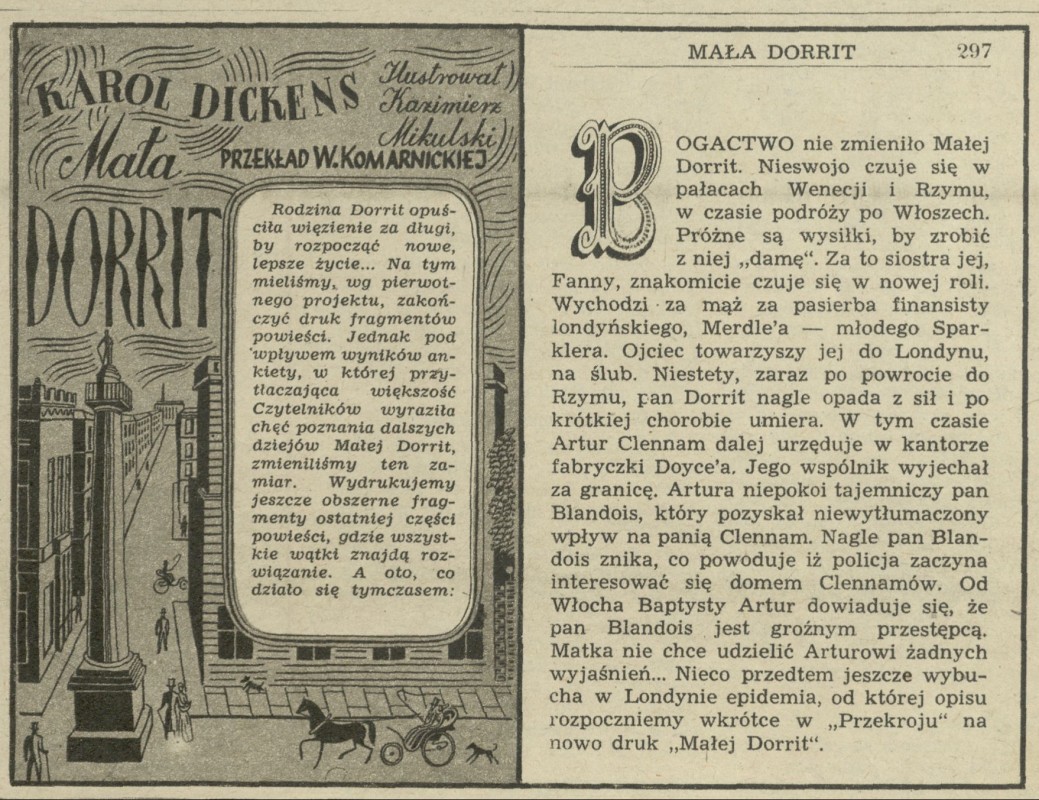 KAROL DICKENS
Ilustrował
Kazimierz
Mikulski
Mała
PRZEKŁAD W. KOMARNICKIEJ
DORRIT
Rodzina Dorrit opuś-
ciła więzienie za długi,
by rozpocząć nowe,
lepsze życie... Na tym
mieliśmy, wg pierwot-
nego projektu, zakoń-
czyć druk fragmentów
powieści. Jednak pod
wpływem wyników an-
kiety, w której przy-
tłaczająca większość
Czytelników wyraziła
chęć poznania dalszych
dziejów Małej Dorrit,
zmieniliśmy ten za-
miar. Wydrukujemy
jeszcze obszerne frag-
menty ostatniej części
powieści, gdzie wszyst-
kie wątki znajdą roz-
wiązanie. A oto, co
działo się tymczasem:
MAŁA DORRIT 297
BOGACTWO nie zmieniło Małej
Dorrit. Nieswojo czuje się w
pałacach Wenecji i Rzymu,
w czasie podróży po Włoszech.
Próżne są wysiłki, by zrobić
z niej „damę“. Za to siostra jej,
Fanny, znakomicie czuje się w nowej roli.
Wychodzi za mąż za pasierba finansisty
londyńskiego, Merdle'a — młodego Spar-
klera. Ojciec towarzyszy jej do Londynu,
na ślub. Niestety, zaraz po powrocie do
Rzymu, pan Dorrit nagle opada z sił i po
krótkiej chorobie umiera. W tym czasie
Artur Clennam dalej urzęduje w kantorze
fabryczki Doyce'a. Jego wspólnik wyjechał
za granicę. Artura niepokoi tajemniczy pan
Blandois, który pozyskał niewytłumaczony
wpływ na panią Clennam. Nagle pan Blan-
dois znika, co powoduje iż policja zaczyna
interesować się domem Clennamów. Od
Włocha Baptysty Artur dowiaduje się, że
pan Blandois jest groźnym przestępcą.
Matka nie chce udzielić Arturowi żadnych
wyjaśnień... Nieco przedtem jeszcze wybu-
cha w Londynie epidemia, od której opisu
rozpoczniemy wkrótce w „Przekroju“ na
nowo druk „Małej Dorrit“.